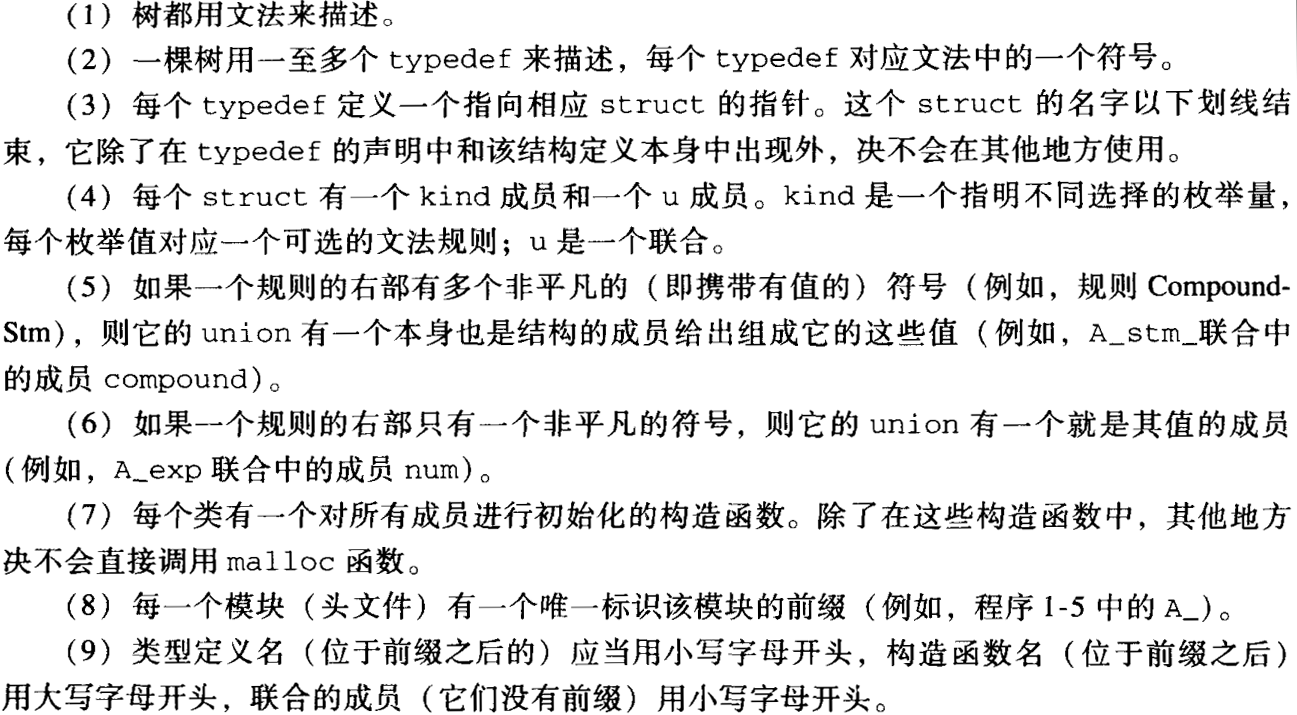 (1) 树都用文法来描述。
(2) 一棵树用一至多个 typedef 来描述，每个 typedef 对应文法中的一个符号。
(3) 每个 typedef 定义一个指向相应 struct 的指针。这个 struct 的名字以下划线结
束，它除了在 typedef 的声明中和该结构定义本身中出现外，决不会在其他地方使用。
(4) 每个 struct 有一个 kind 成员和一个 u 成员。kind 是一个指明不同选择的枚举量，
每个枚举值对应一个可选的文法规则；u 是一个联合。
(5) 如果一个规则的右部有多个非平凡的（即携带有值的）符号（例如，规则 Compound-
Stm），则它的 union 有一个本身也是结构的成员给出组成它的这些值（例如，A_stm_联合中
的成员 compound）。
(6) 如果一个规则的右部只有一个非平凡的符号，则它的 union 有一个就是其值的成员
（例如，A_exp 联合中的成员 num）。
(7) 每个类有一个对所有成员进行初始化的构造函数。除了在这些构造函数中，其他地方
决不会直接调用 malloc 函数。
(8) 每一个模块（头文件）有一个唯一标识该模块的前缀（例如，程序 1-5 中的 A_）。
(9) 类型定义名（位于前缀之后的）应当用小写字母开头，构造函数名（位于前缀之后）
用大写字母开头，联合的成员（它们没有前缀）用小写字母开头。